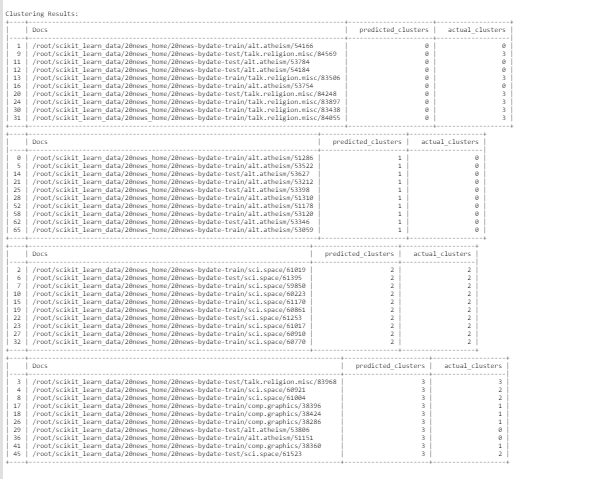 Clustering Results:
| | Docs | predicted_clusters | actual_clusters |
| 1 | /root/scikit_learn_data/20news_home/20news-bydate-train/alt.atheism/54166 | 0 | 0 |
| 9 | /root/scikit_learn_data/20news_home/20news-bydate-test/talk.religion.misc/84569 | 0 | 3 |
| 11 | /root/scikit_learn_data/20news_home/20news-bydate-test/alt.atheism/53784 | 0 | 0 |
| 12 | /root/scikit_learn_data/20news_home/20news-bydate-test/alt.atheism/54184 | 0 | 0 |
| 13 | /root/scikit_learn_data/20news_home/20news-bydate-train/talk.religion.misc/83506 | 0 | 3 |
| 16 | /root/scikit_learn_data/20news_home/20news-bydate-train/alt.atheism/53754 | 0 | 0 |
| 20 | /root/scikit_learn_data/20news_home/20news-bydate-test/talk.religion.misc/84248 | 0 | 3 |
| 24 | /root/scikit_learn_data/20news_home/20news-bydate-train/talk.religion.misc/83897 | 0 | 3 |
| 30 | /root/scikit_learn_data/20news_home/20news-bydate-train/talk.religion.misc/83438 | 0 | 3 |
| 31 | /root/scikit_learn_data/20news_home/20news-bydate-train/talk.religion.misc/84055 | 0 | 3 |
| | Docs | predicted_clusters | actual_clusters |
| 0 | /root/scikit_learn_data/20news_home/20news-bydate-train/alt.atheism/51286 | 1 | 0 |
| 5 | /root/scikit_learn_data/20news_home/20news-bydate-train/alt.atheism/53522 | 1 | 0 |
| 14 | /root/scikit_learn_data/20news_home/20news-bydate-test/alt.atheism/53627 | 1 | 0 |
| 21 | /root/scikit_learn_data/20news_home/20news-bydate-train/alt.atheism/53212 | 1 | 0 |
| 25 | /root/scikit_learn_data/20news_home/20news-bydate-test/alt.atheism/53398 | 1 | 0 |
| 28 | /root/scikit_learn_data/20news_home/20news-bydate-train/alt.atheism/51310 | 1 | 0 |
| 52 | /root/scikit_learn_data/20news_home/20news-bydate-train/alt.atheism/51178 | 1 | 0 |
| 58 | /root/scikit_learn_data/20news_home/20news-bydate-train/alt.atheism/53120 | 1 | 0 |
| 62 | /root/scikit_learn_data/20news_home/20news-bydate-test/alt.atheism/53346 | 1 | 0 |
| 65 | /root/scikit_learn_data/20news_home/20news-bydate-train/alt.atheism/53059 | 1 | 0 |
| | Docs | predicted_clusters | actual_clusters |
| 2 | /root/scikit_learn_data/20news_home/20news-bydate-train/sci.space/61019 | 2 | 2 |
| 6 | /root/scikit_learn_data/20news_home/20news-bydate-test/sci.space/61395 | 2 | 2 |
| 7 | /root/scikit_learn_data/20news_home/20news-bydate-train/sci.space/59850 | 2 | 2 |
| 10 | /root/scikit_learn_data/20news_home/20news-bydate-train/sci.space/60223 | 2 | 2 |
| 15 | /root/scikit_learn_data/20news_home/20news-bydate-train/sci.space/61170 | 2 | 2 |
| 19 | /root/scikit_learn_data/20news_home/20news-bydate-train/sci.space/60861 | 2 | 2 |
| 22 | /root/scikit_learn_data/20news_home/20news-bydate-test/sci.space/61253 | 2 | 2 |
| 23 | /root/scikit_learn_data/20news_home/20news-bydate-train/sci.space/61017 | 2 | 2 |
| 27 | /root/scikit_learn_data/20news_home/20news-bydate-train/sci.space/60910 | 2 | 2 |
| 32 | /root/scikit_learn_data/20news_home/20news-bydate-train/sci.space/60770 | 2 | 2 |
| | Docs | predicted_clusters | actual_clusters |
| 3 | /root/scikit_learn_data/20news_home/20news-bydate-test/talk.religion.misc/83968 | 3 | 3 |
| 4 | /root/scikit_learn_data/20news_home/20news-bydate-train/sci.space/60921 | 3 | 2 |
| 8 | /root/scikit_learn_data/20news_home/20news-bydate-train/sci.space/61004 | 3 | 2 |
| 17 | /root/scikit_learn_data/20news_home/20news-bydate-train/comp.graphics/38396 | 3 | 1 |
| 18 | /root/scikit_learn_data/20news_home/20news-bydate-train/comp.graphics/38424 | 3 | 1 |
| 26 | /root/scikit_learn_data/20news_home/20news-bydate-train/comp.graphics/38286 | 3 | 1 |
| 29 | /root/scikit_learn_data/20news_home/20news-bydate-test/alt.atheism/53806 | 3 | 0 |
| 36 | /root/scikit_learn_data/20news_home/20news-bydate-train/alt.atheism/51151 | 3 | 0 |
| 41 | /root/scikit_learn_data/20news_home/20news-bydate-train/comp.graphics/38360 | 3 | 1 |
| 45 | /root/scikit_learn_data/20news_home/20news-bydate-test/sci.space/61523 | 3 | 2 |